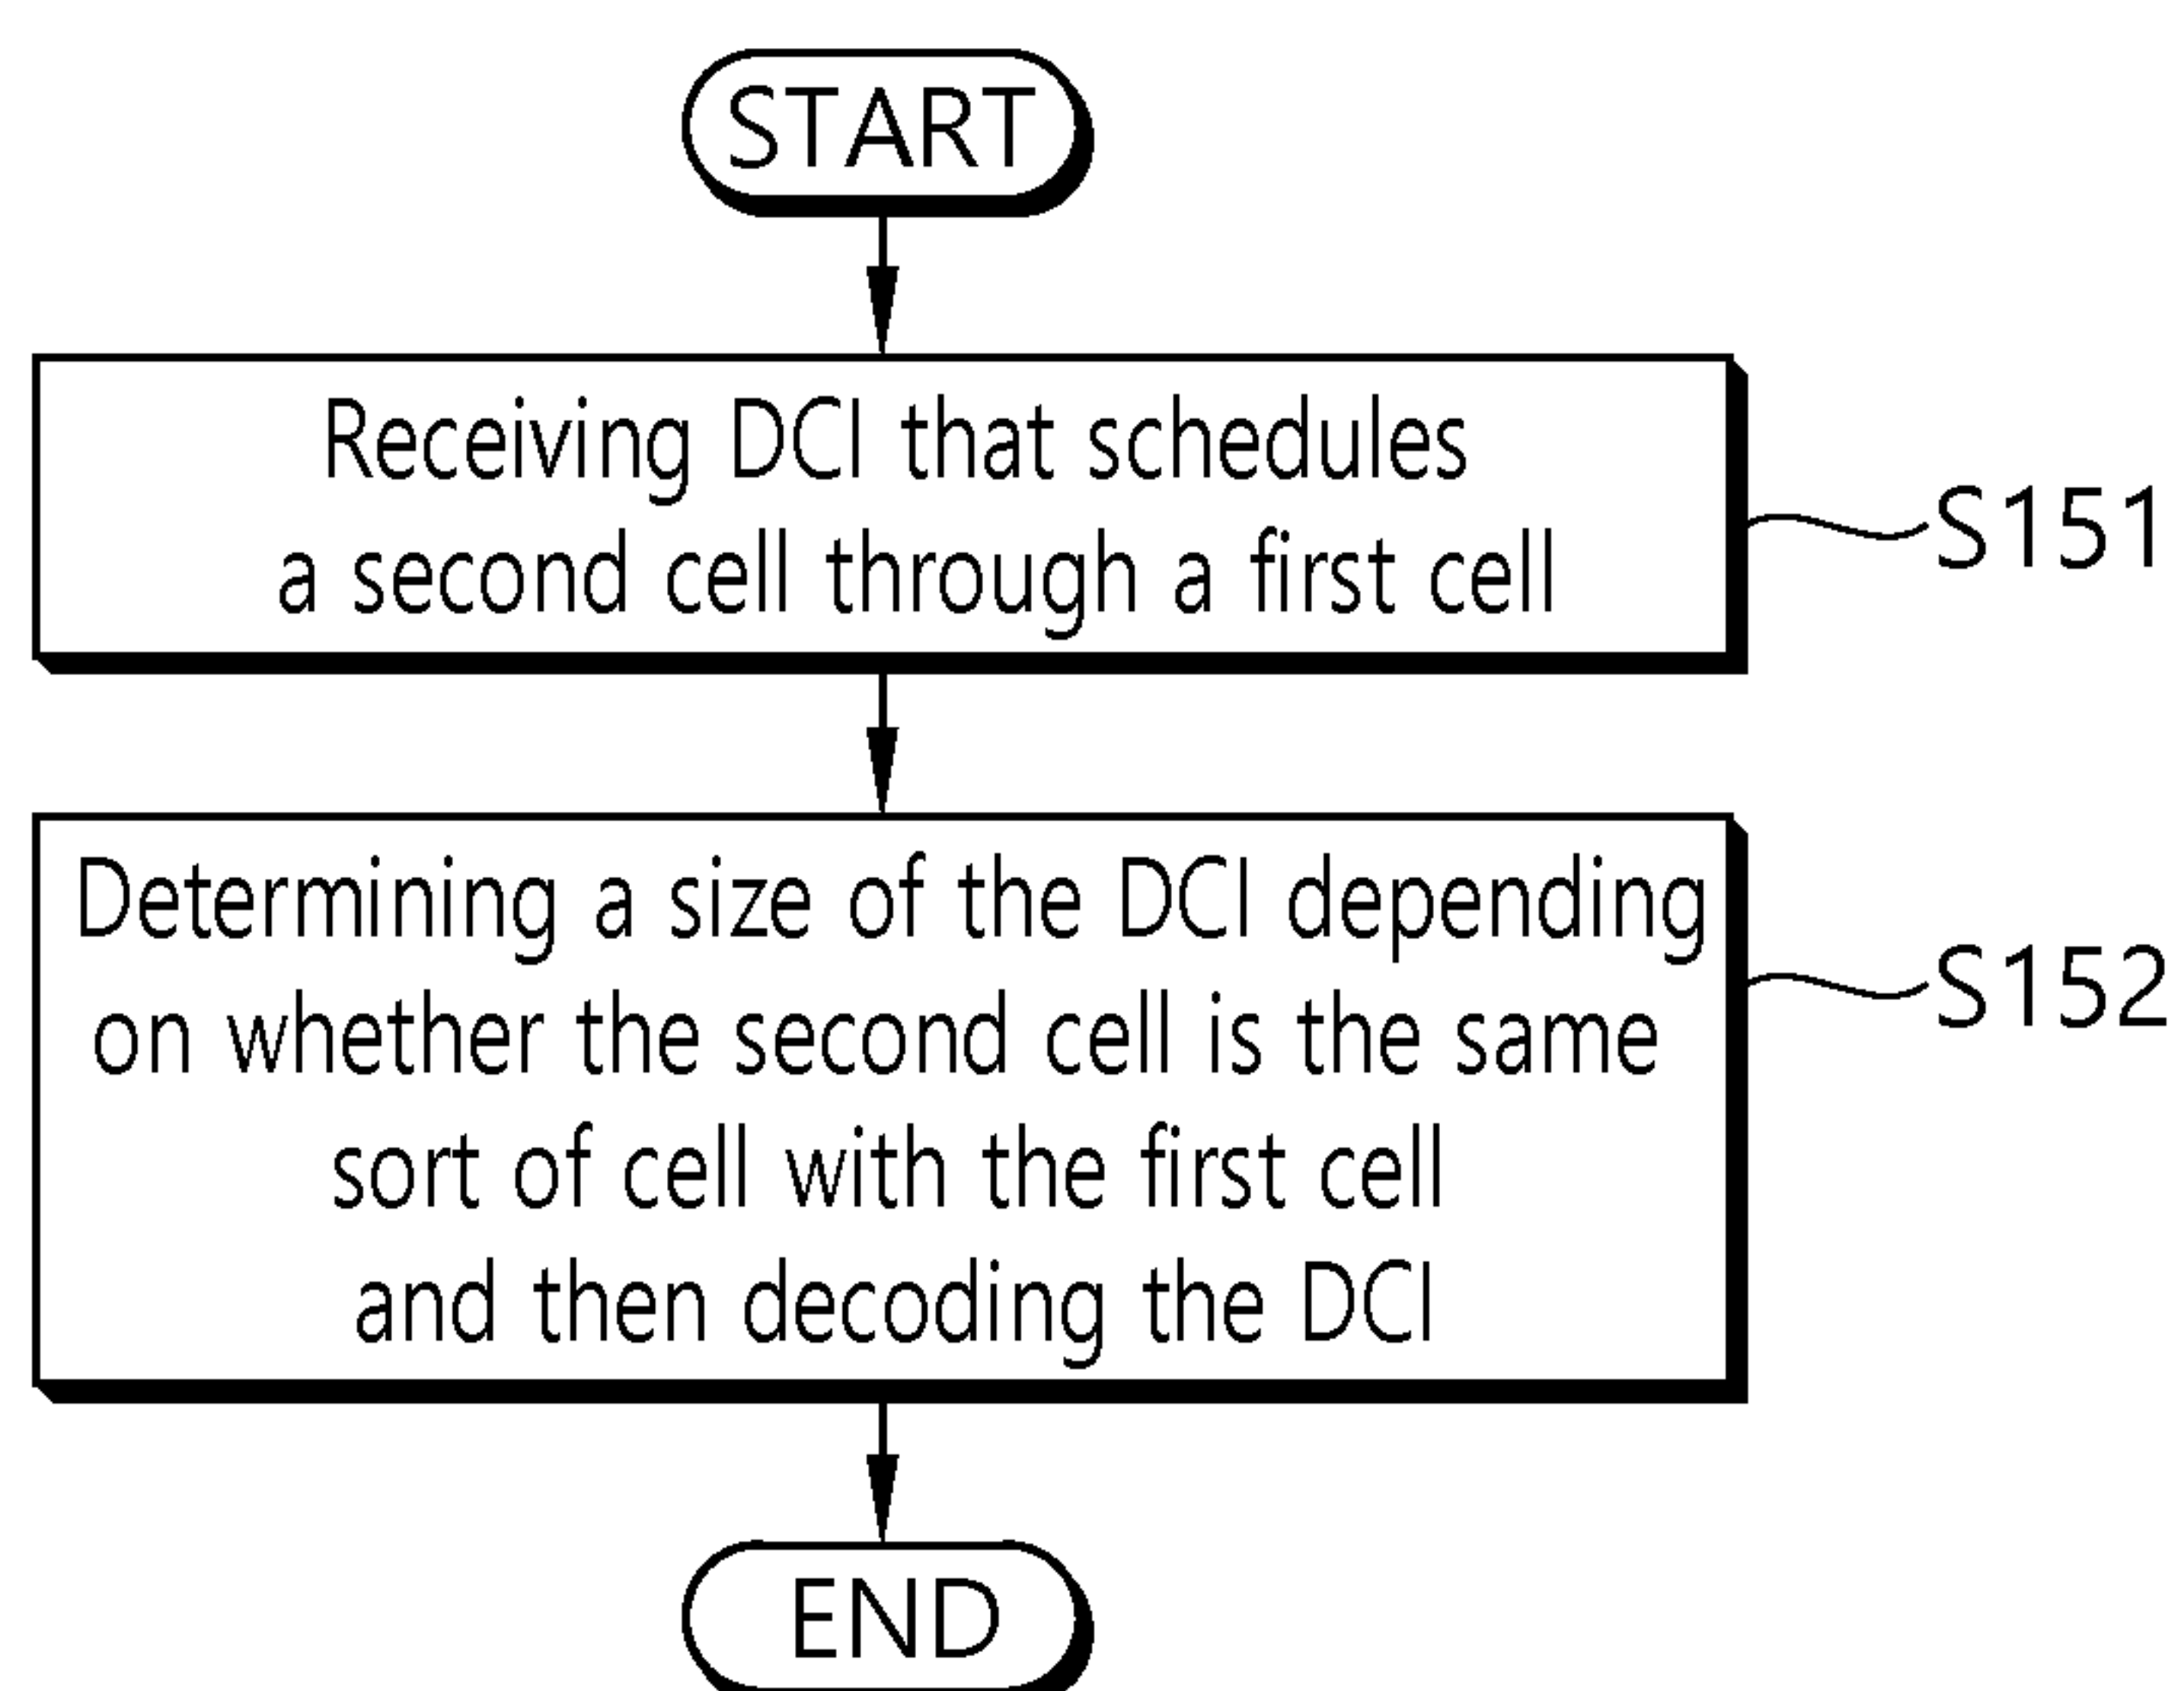 START
Receiving DCI that schedules
a second cell through a first cell
S151
Determining a size of the DCI depending
on whether the second cell is the same
sort of cell with the first cell
and then decoding the DCI
S152
END